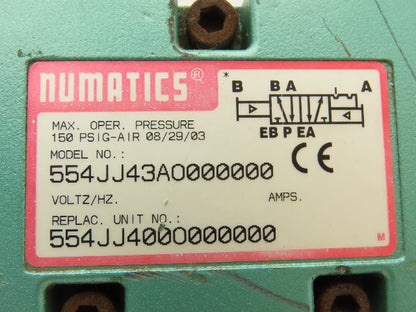 NUMATICS®
*
B BA A
EB P EA
MAX. OPER. PRESSURE
150 PSIG-AIR 08/29/03
MODEL NO.:
554JJ43A0000000
CE
VOLTZ/HZ. AMPS.
REPLAC. UNIT NO.:
554JJ4000000000
M